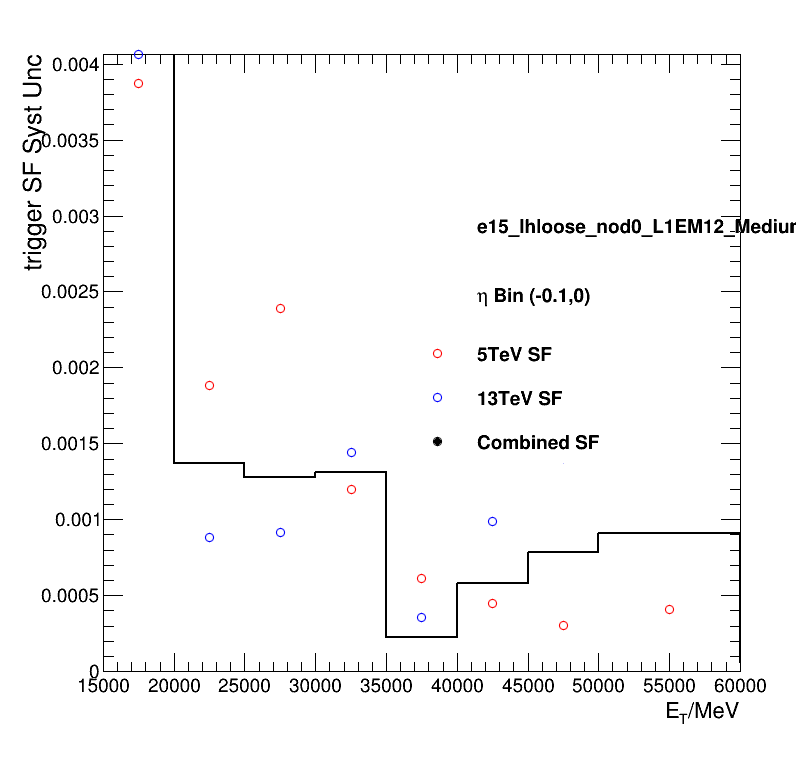 trigger SF Syst Unc
0.004
0.0035
0.003
0.0025
0.002
0.0015
0.001
0.0005
0
e15_lhloose_nod0_L1EM12_Medium
η Bin (-0.1,0)
5TeV SF
13TeV SF
Combined SF
15000 20000 25000 30000 35000 40000 45000 50000 55000 60000
E_T/MeV